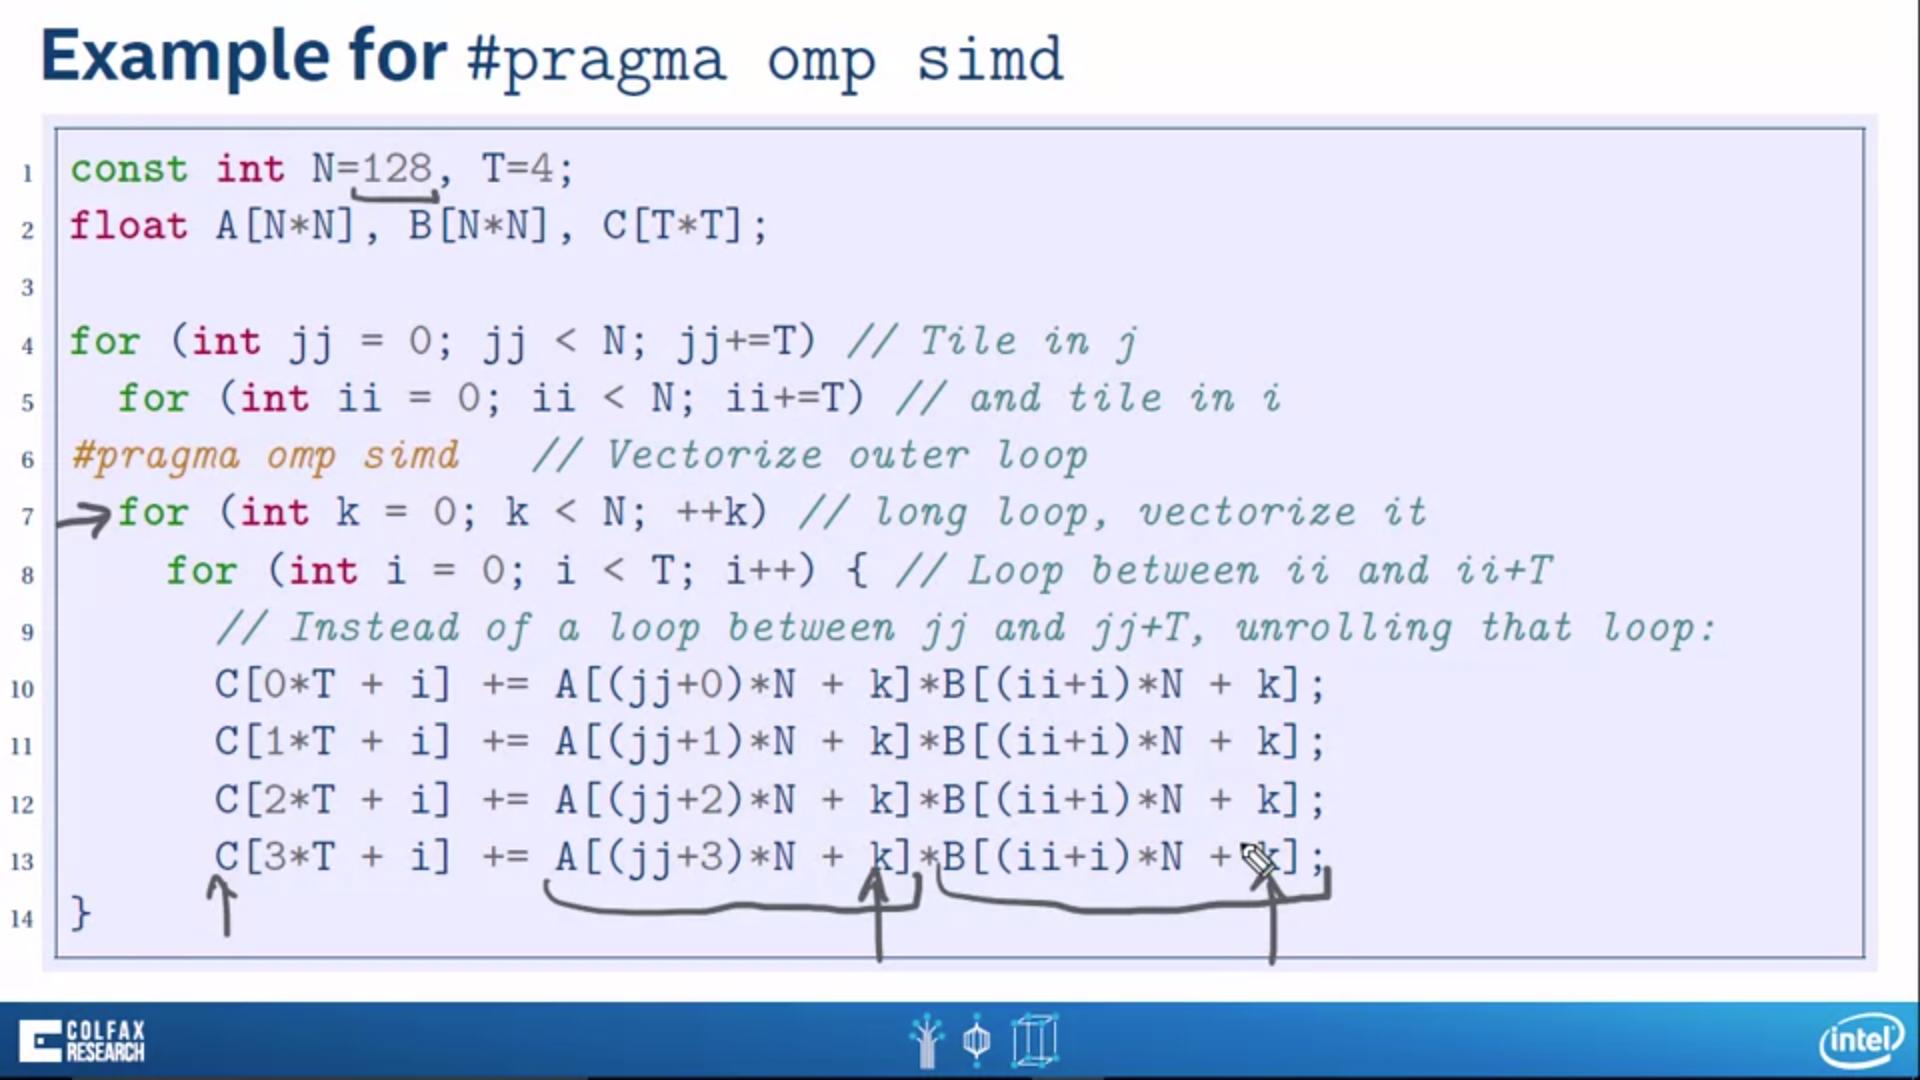 Example for #pragma omp simd
1 const int N=128, T=4;
2 float A[N*N], B[N*N], C[T*T];
3
4 for (int jj = 0; jj < N; jj+=T) // Tile in j
5 for (int ii = 0; ii < N; ii+=T) // and tile in i
6 #pragma omp simd // Vectorize outer loop
7 for (int k = 0; k < N; ++k) // long loop, vectorize it
8 for (int i = 0; i < T; i++) { // Loop between ii and ii+T
9 // Instead of a loop between jj and jj+T, unrolling that loop:
10 C[0*T + i] += A[(jj+0)*N + k]*B[(ii+i)*N + k];
11 C[1*T + i] += A[(jj+1)*N + k]*B[(ii+i)*N + k];
12 C[2*T + i] += A[(jj+2)*N + k]*B[(ii+i)*N + k];
13 C[3*T + i] += A[(jj+3)*N + k]*B[(ii+i)*N + k];
14 }
COLFAX
RESEARCH
intel